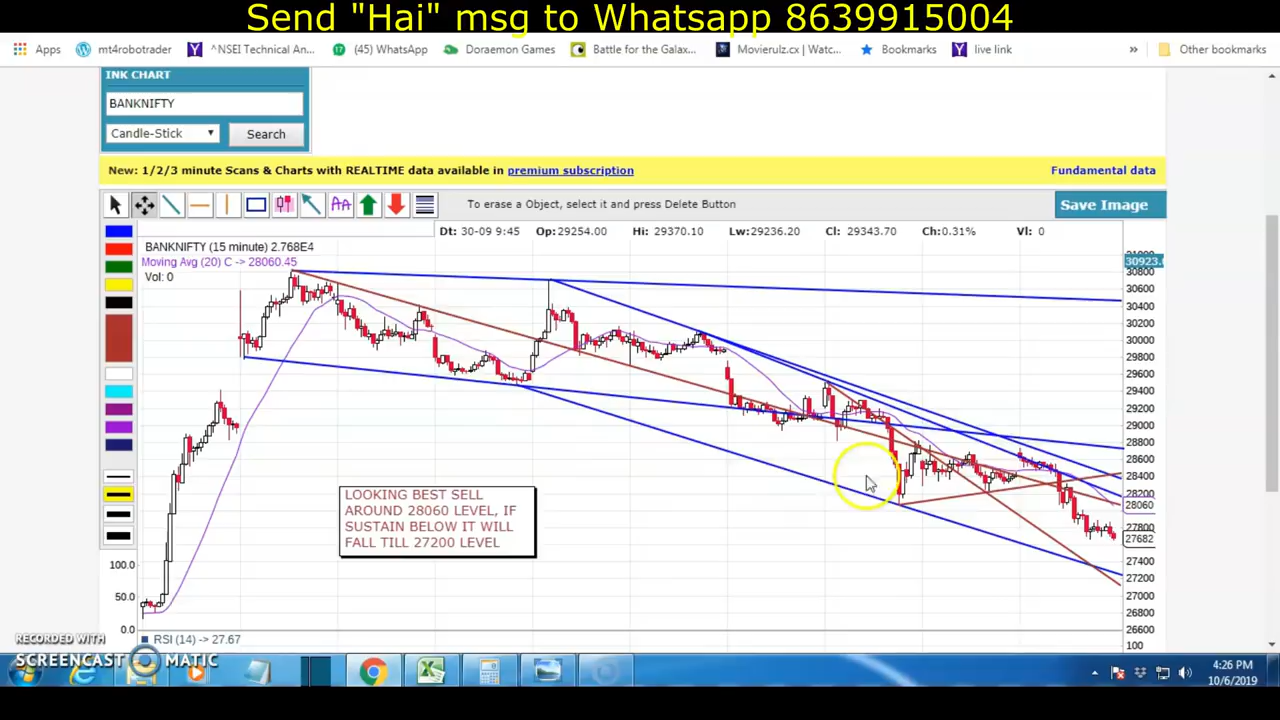 Send "Hai" msg to Whatsapp 8639915004
Apps
mt4robotrader
^NSEI Technical An...
(45) WhatsApp
Doraemon Games
Battle for the Galax...
Movierulz.cx | Watc...
Bookmarks
live link
»
Other bookmarks
INK CHART
BANKNIFTY
Candle-Stick
Search
New: 1/2/3 minute Scans & Charts with REALTIME data available in premium subscription
Fundamental data
To erase a Object, select it and press Delete Button
Save Image
Dt: 30-09 9:45 Op:29254.00 Hi: 29370.10 Lw:29236.20 Cl: 29343.70 Ch:0.31% Vl: 0
BANKNIFTY (15 minute) 2.768E4
Moving Avg (20) C -> 28060.45
Vol: 0
30923.
30800
30600
30400
30200
30000
29800
29600
29400
29200
29000
28800
28600
28400
28200
28060
27800
27682
27400
27200
27000
26800
26600
100
LOOKING BEST SELL
AROUND 28060 LEVEL, IF
SUSTAIN BELOW IT WILL
FALL TILL 27200 LEVEL
100.0
50.0
0.0
RSI (14) -> 27.67
RECORDED WITH
SCREENCAST MATIC
4:26 PM
10/6/2019